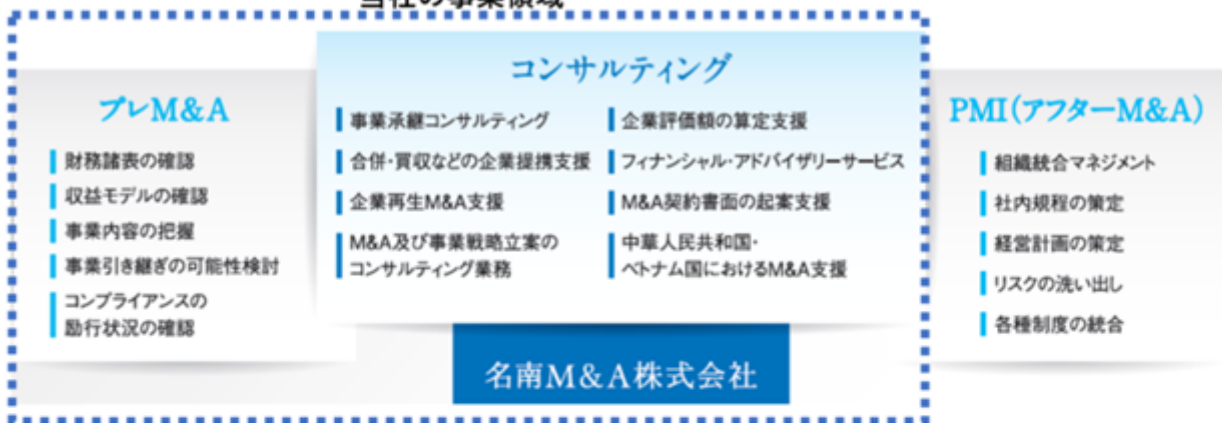 当社の事業領域
コンサルティング
プレM&A
財務諸表の確認
収益モデルの確認
事業内容の把握
事業引き継ぎの可能性検討
コンプライアンスの
励行状況の確認
事業承継コンサルティング
合併・買収などの企業提携支援
企業再生M&A支援
M&A及び事業戦略立案の
コンサルティング業務
企業評価額の算定支援
フィナンシャル・アドバイザリーサービス
M&A契約書面の起案支援
中華人民共和国・
ベトナム国におけるM&A支援
PMI(アフターM&A)
組織統合マネジメント
社内規程の策定
経営計画の策定
リスクの洗い出し
各種制度の統合
名南M&A株式会社